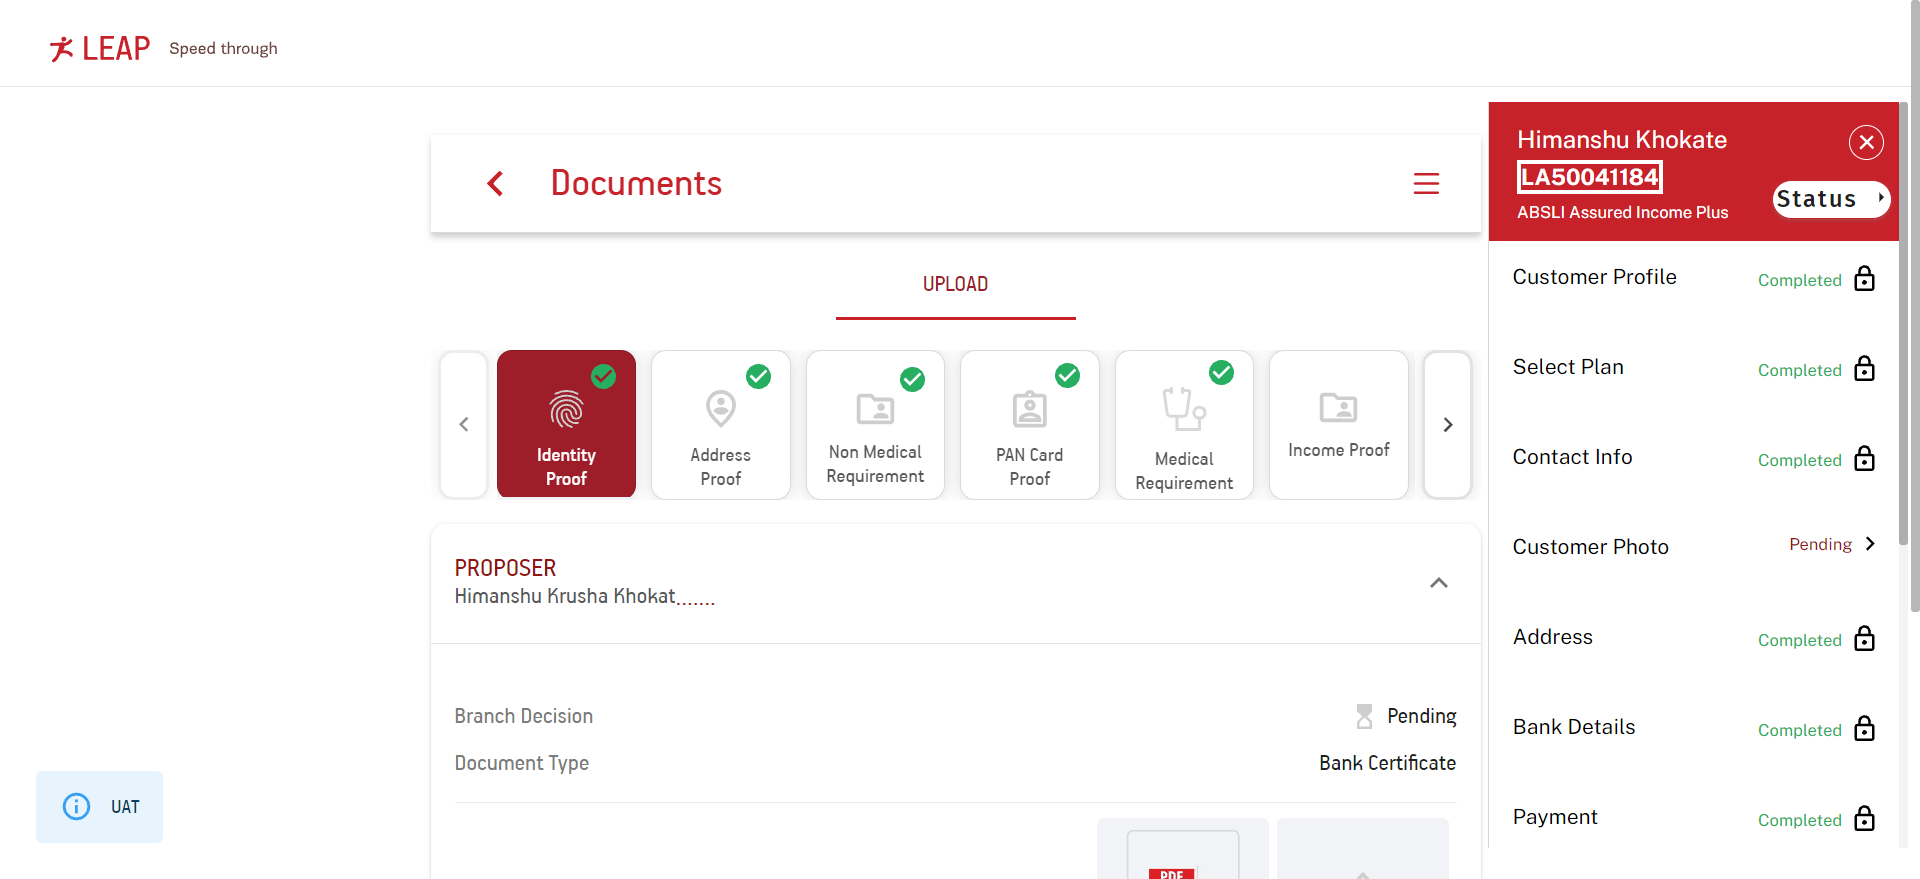 LEAP Speed through
Documents
UPLOAD
Identity
Proof
Address
Proof
Non Medical
Requirement
PAN Card
Proof
Medical
Requirement
Income Proof
PROPOSER
Himanshu Krusha Khokat.......
Branch Decision Pending
Document Type Bank Certificate
PDF
UAT
Himanshu Khokate
LA50041184
ABSLI Assured Income Plus
Status
Customer Profile Completed
Select Plan Completed
Contact Info Completed
Customer Photo Pending
Address Completed
Bank Details Completed
Payment Completed